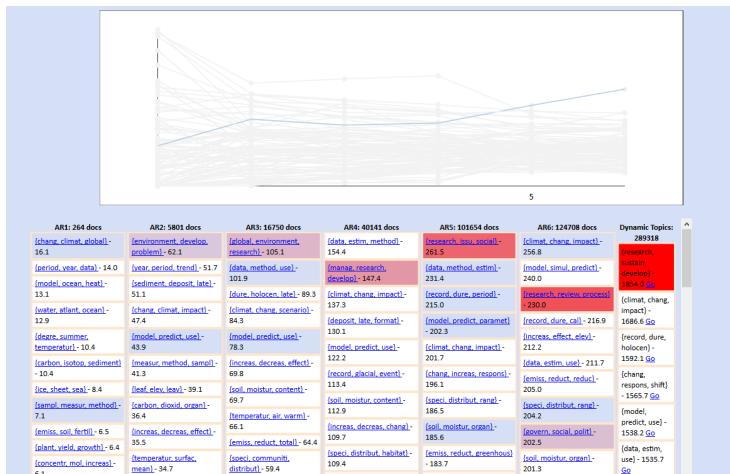 5
AR1: 264 docs
{chang, climat, global} -
16.1
{period, year, data} - 14.0
{model, ocean, heat} -
13.1
{water, atlant, ocean} -
12.9
{degre, summer,
temperatur} - 10.4
{carbon, isotop, sediment}
- 10.4
{ice, sheet, sea} - 8.4
{sampl, measur, method} -
7.1
{emiss, soil, fertil} - 6.5
{plant, yield, growth} - 6.4
{concentr, mol, increas} -
6.1
AR2: 5801 docs
{environment, develop,
problem} - 62.1
{year, period, trend} - 51.7
{sediment, deposit, late} -
51.1
{chang, climat, impact} -
47.4
{model, predict, use} -
43.9
{measur, method, sampl} -
41.3
{leaf, elev, leav} - 39.1
{carbon, dioxid, organ} -
36.4
{increas, decreas, effect} -
35.5
{temperatur, surfac,
mean} - 34.7
AR3: 16750 docs
{global, environment,
research} - 105.1
{data, method, use} -
101.9
{dure, holocen, late} - 89.3
{climat, chang, scenario} -
84.3
{model, predict, use} -
78.3
{increas, decreas, effect} -
69.8
{soil, moistur, content} -
69.7
{temperatur, air, warm} -
66.1
{emiss, reduct, total} - 64.4
{speci, communiti,
distribut} - 59.4
AR4: 40141 docs
{data, estim, method} -
154.4
{manag, research,
develop} - 147.4
{climat, chang, impact} -
137.3
{deposit, late, format} -
130.1
{model, predict, use} -
122.2
{record, glacial, event} -
113.4
{soil, moistur, content} -
112.9
{increas, decreas, chang} -
109.7
{speci, distribut, habitat} -
109.4
AR5: 101654 docs
{research, issu, social} -
261.5
{data, method, estim} -
231.4
{record, dure, period} -
215.0
{model, predict, paramet}
- 202.3
{climat, chang, impact} -
201.7
{chang, increas, respons} -
196.1
{speci, distribut, rang} -
186.5
{soil, moistur, organ} -
185.6
{emiss, reduct, greenhous}
- 183.7
AR6: 124708 docs
{climat, chang, impact} -
256.8
{model, simul, predict} -
240.0
{research, review, process}
- 230.0
{record, dure, cal} - 216.9
{increas, effect, elev} -
212.2
{data, estim, use} - 211.7
{emiss, reduct, reduc} -
205.0
{speci, distribut, rang} -
204.2
{govern, social, polit} -
202.5
{soil, moistur, organ} -
201.3
Dynamic Topics:
289318
{research,
sustain,
develop} -
1854.0 Go
{climat, chang,
impact} -
1686.6 Go
{record, dure,
holocen} -
1592.1 Go
{chang,
respons, shift}
- 1565.7 Go
{model,
predict, use} -
1538.2 Go
{data, estim,
use} - 1535.7
Go